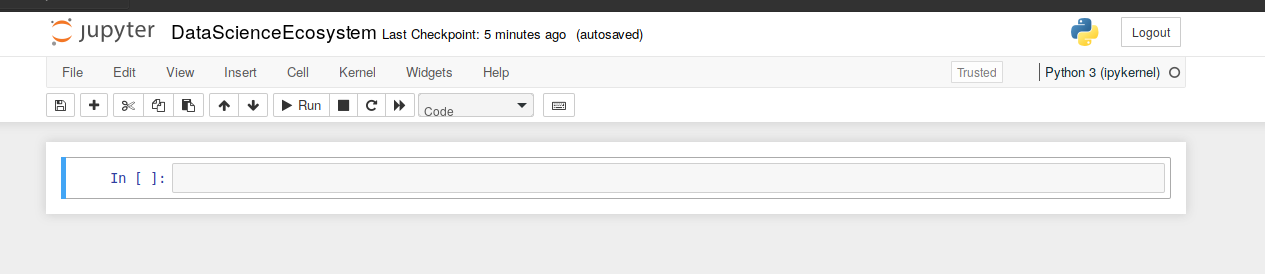 jupyter DataScienceEcosystem Last Checkpoint: 5 minutes ago (autosaved) Logout
File Edit View Insert Cell Kernel Widgets Help Trusted Python 3 (ipykernel)
Run Code
In [ ]: